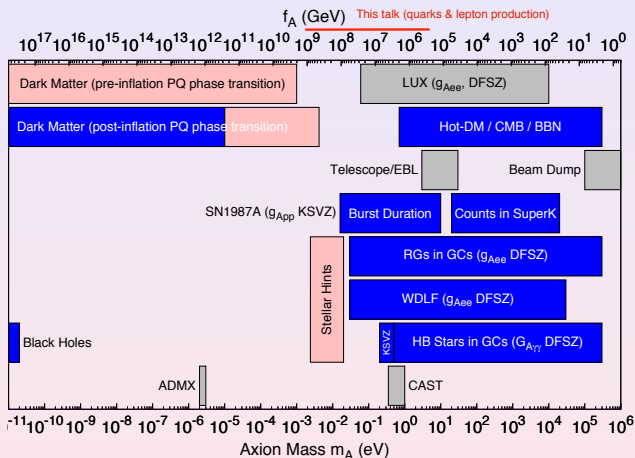 f_A (GeV) This talk (quarks & lepton production)
10^17 10^16 10^15 10^14 10^13 10^12 10^11 10^10 10^9 10^8 10^7 10^6 10^5 10^4 10^3 10^2 10^1 10^0
Dark Matter (pre-inflation PQ phase transition)
LUX (g_Aee, DFSZ)
Dark Matter (post-inflation PQ phase transition)
Hot-DM / CMB / BBN
Telescope/EBL
Beam Dump
SN1987A (g_App KSVZ)
Burst Duration
Counts in SuperK
Stellar Hints
RGs in GCs (g_Aee DFSZ)
WDLF (g_Aee DFSZ)
Black Holes
KSVZ
HB Stars in GCs (G_Aγγ DFSZ)
ADMX
CAST
-11 10^-10 10^-9 10^-8 10^-7 10^-6 10^-5 10^-4 10^-3 10^-2 10^-1 10^0 10^1 10^2 10^3 10^4 10^5 10^6
Axion Mass m_A (eV)